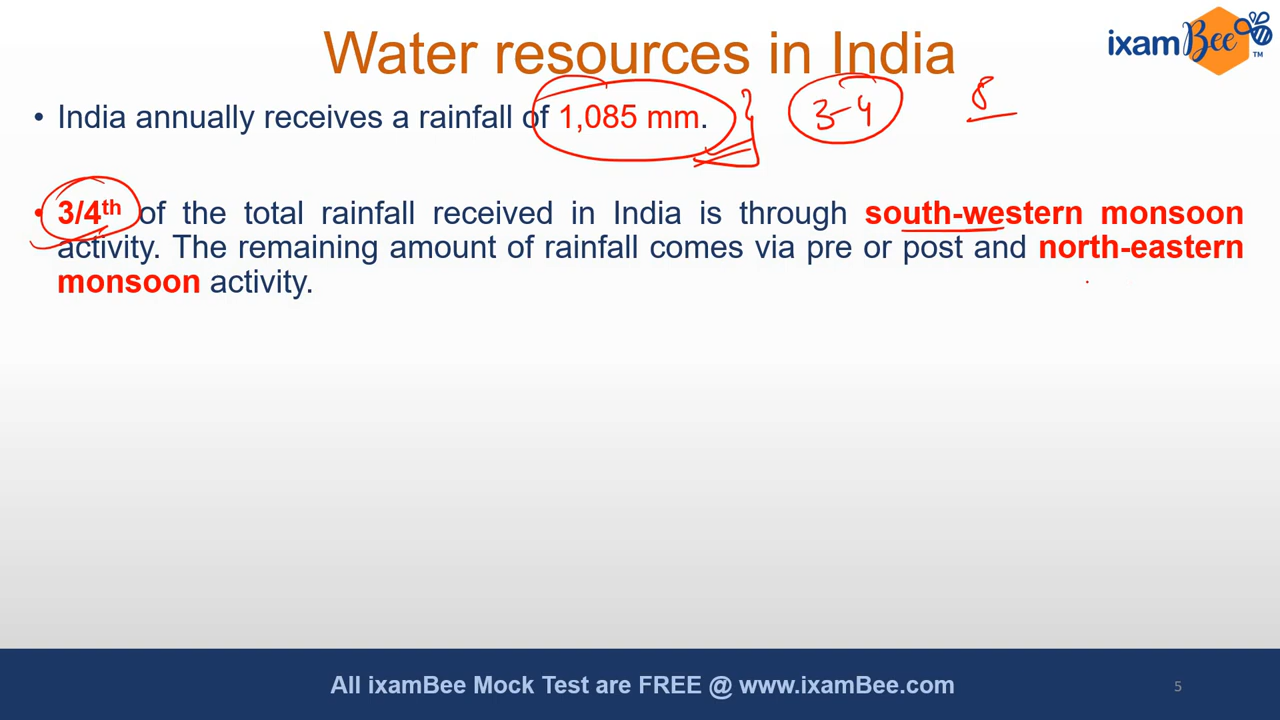 Water resources in India
ixamBee
TM
• India annually receives a rainfall of 1,085 mm.
3-4
8
• 3/4th of the total rainfall received in India is through south-western monsoon
activity. The remaining amount of rainfall comes via pre or post and north-eastern
monsoon activity.
All ixamBee Mock Test are FREE @ www.ixamBee.com
5